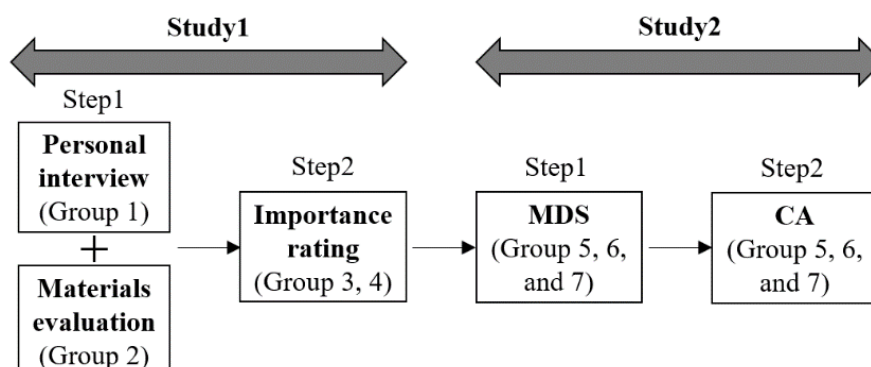 Study1
Study2
Step1
Personal
interview
(Group 1)
+
Materials
evaluation
(Group 2)
Step2
Importance
rating
(Group 3, 4)
Step1
MDS
(Group 5, 6,
and 7)
Step2
CA
(Group 5, 6,
and 7)